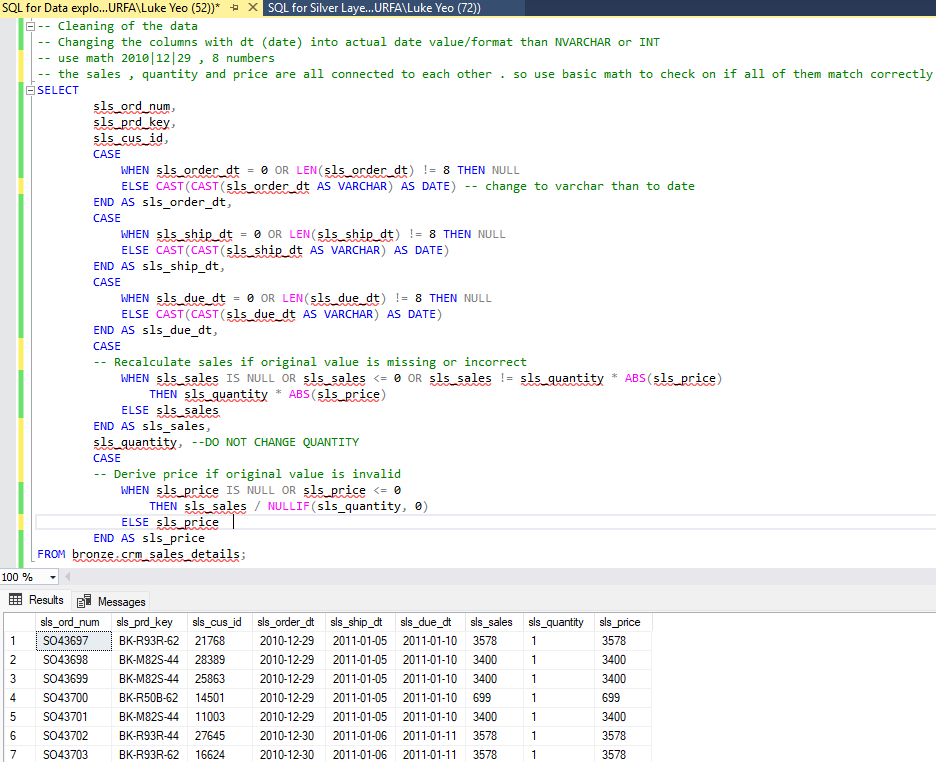 SQL for Data explo...URFA\Luke Yeo (52))* SQL for Silver Laye...URFA\Luke Yeo (72))
-- Cleaning of the data
-- Changing the columns with dt (date) into actual date value/format than NVARCHAR or INT
-- use math 2010|12|29 , 8 numbers
-- the sales , quantity and price are all connected to each other . so use basic math to check on if all of them match correctly
SELECT
sls_ord_num,
sls_prd_key,
sls_cus_id,
CASE
WHEN sls_order_dt = 0 OR LEN(sls_order_dt) != 8 THEN NULL
ELSE CAST(CAST(sls_order_dt AS VARCHAR) AS DATE) -- change to varchar than to date
END AS sls_order_dt,
CASE
WHEN sls_ship_dt = 0 OR LEN(sls_ship_dt) != 8 THEN NULL
ELSE CAST(CAST(sls_ship_dt AS VARCHAR) AS DATE)
END AS sls_ship_dt,
CASE
WHEN sls_due_dt = 0 OR LEN(sls_due_dt) != 8 THEN NULL
ELSE CAST(CAST(sls_due_dt AS VARCHAR) AS DATE)
END AS sls_due_dt,
CASE
-- Recalculate sales if original value is missing or incorrect
WHEN sls_sales IS NULL OR sls_sales <= 0 OR sls_sales != sls_quantity * ABS(sls_price)
THEN sls_quantity * ABS(sls_price)
ELSE sls_sales
END AS sls_sales,
sls_quantity, --DO NOT CHANGE QUANTITY
CASE
-- Derive price if original value is invalid
WHEN sls_price IS NULL OR sls_price <= 0
THEN sls_sales / NULLIF(sls_quantity, 0)
ELSE sls_price
END AS sls_price
FROM bronze.crm_sales_details;
100 %
Results Messages
sls_ord_num sls_prd_key sls_cus_id sls_order_dt sls_ship_dt sls_due_dt sls_sales sls_quantity sls_price
1 SO43697 BK-R93R-62 21768 2010-12-29 2011-01-05 2011-01-10 3578 1 3578
2 SO43698 BK-M82S-44 28389 2010-12-29 2011-01-05 2011-01-10 3400 1 3400
3 SO43699 BK-M82S-44 25863 2010-12-29 2011-01-05 2011-01-10 3400 1 3400
4 SO43700 BK-R50B-62 14501 2010-12-29 2011-01-05 2011-01-10 699 1 699
5 SO43701 BK-M82S-44 11003 2010-12-29 2011-01-05 2011-01-10 3400 1 3400
6 SO43702 BK-R93R-44 27645 2010-12-30 2011-01-06 2011-01-11 3578 1 3578
7 SO43703 BK-R93R-62 16624 2010-12-30 2011-01-06 2011-01-11 3578 1 3578